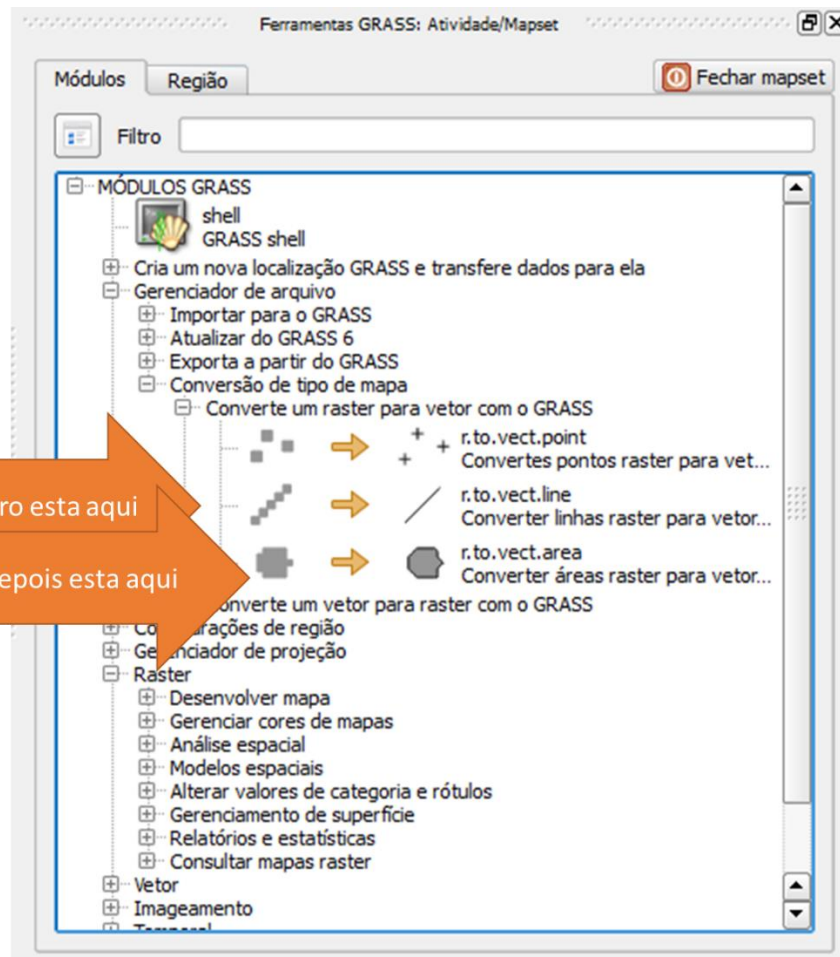 Ferramentas GRASS: Atividade/Mapset
Módulos
Região
Fechar mapset
Filtro
MÓDULOS GRASS
shell
GRASS shell
Cria um nova localização GRASS e transfere dados para ela
Gerenciador de arquivo
Importar para o GRASS
Atualizar do GRASS 6
Exporta a partir do GRASS
Conversão de tipo de mapa
Converte um raster para vetor com o GRASS
r.to.vect.point
Convertes pontos raster para vet...
ro esta aqui
r.to.vect.line
Converter linhas raster para vetor...
epois esta aqui
r.to.vect.area
Converter áreas raster para vetor...
onverte um vetor para raster com o GRASS
Co urações de região
Gerenciador de projeção
Raster
Desenvolver mapa
Gerenciar cores de mapas
Análise espacial
Modelos espaciais
Alterar valores de categoria e rótulos
Gerenciamento de superfície
Relatórios e estatísticas
Consultar mapas raster
Vetor
Imageamento